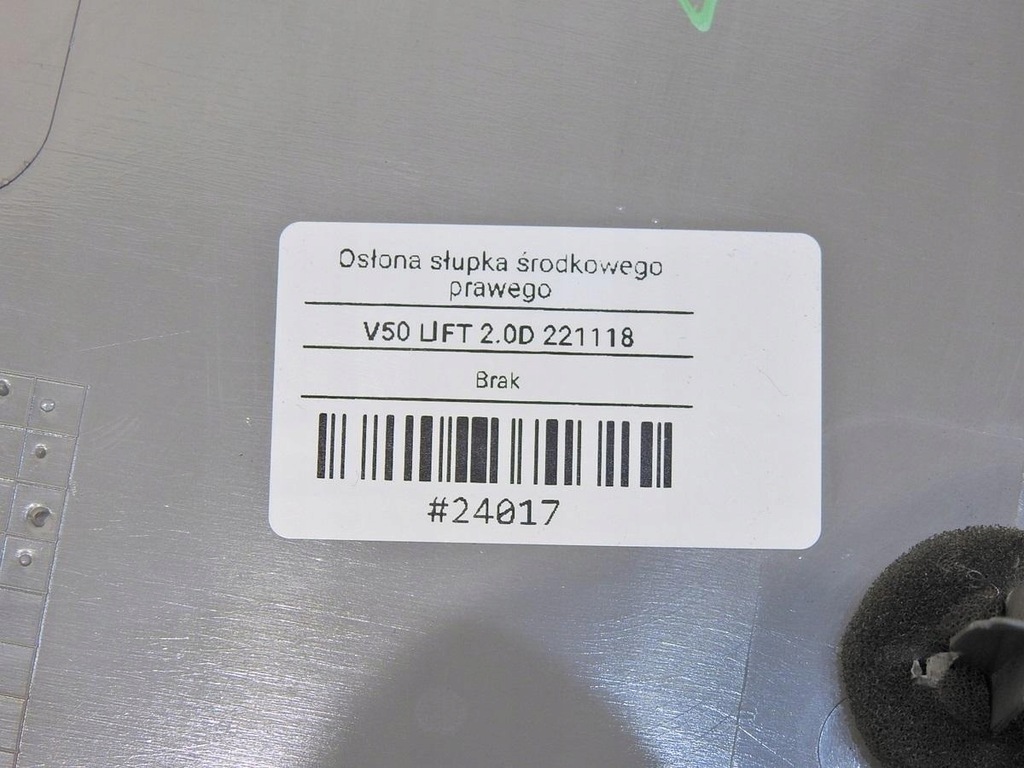 Osłona słupka środkowego
prawego
V50 LIFT 2.0D 221118
Brak
#24017